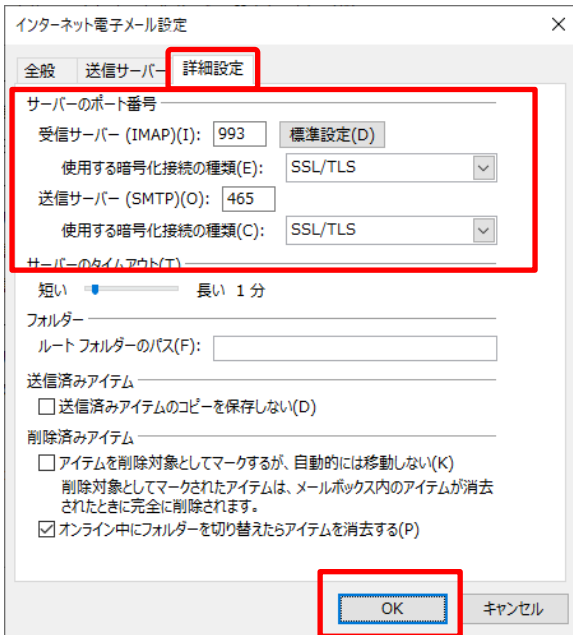 インターネット電子メール設定
全般 送信サーバー 詳細設定
サーバーのポート番号
受信サーバー (IMAP)(I): 993 標準設定(D)
使用する暗号化接続の種類(E): SSL/TLS
送信サーバー (SMTP)(O): 465
使用する暗号化接続の種類(C): SSL/TLS
サーバーのタイムアウト(T)
短い 長い 1 分
フォルダー
ルート フォルダーのパス(F):
送信済みアイテム
送信済みアイテムのコピーを保存しない(D)
削除済みアイテム
アイテムを削除対象としてマークするが、自動的には移動しない(K)
削除対象としてマークされたアイテムは、メールボックス内のアイテムが消去
されたときに完全に削除されます。
オンライン中にフォルダーを切り替えたらアイテムを消去する(P)
OK キャンセル